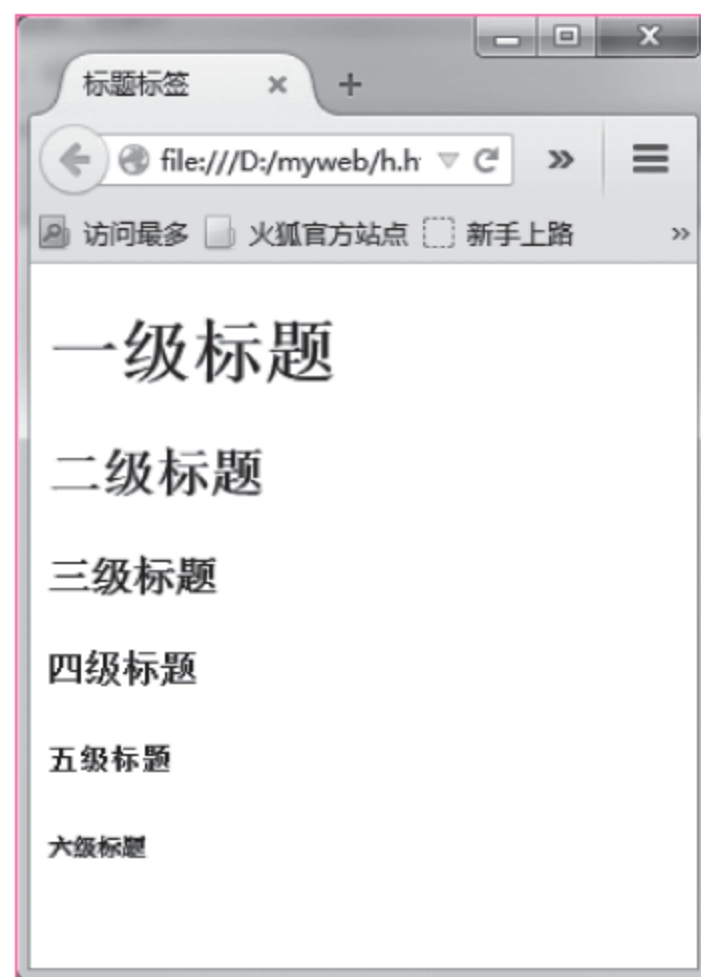 标题标签
file:///D:/myweb/h.h
访问最多 火狐官方站点 新手上路
一级标题
二级标题
三级标题
四级标题
五级标题
六级标题